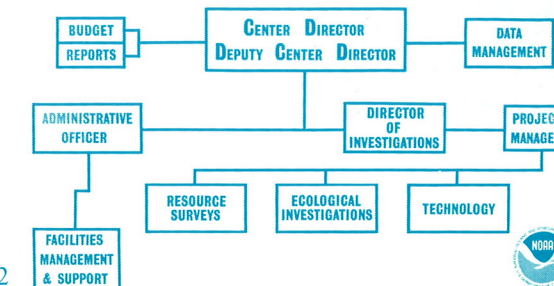 BUDGET
REPORTS
CENTER DIRECTOR
DEPUTY CENTER DIRECTOR
DATA
MANAGEMENT
ADMINISTRATIVE
OFFICER
DIRECTOR
OF
INVESTIGATIONS
RESOURCE
SURVEYS
ECOLOGICAL
INVESTIGATIONS
TECHNOLOGY
FACILITIES
MANAGEMENT
& SUPPORT
NOAA
2